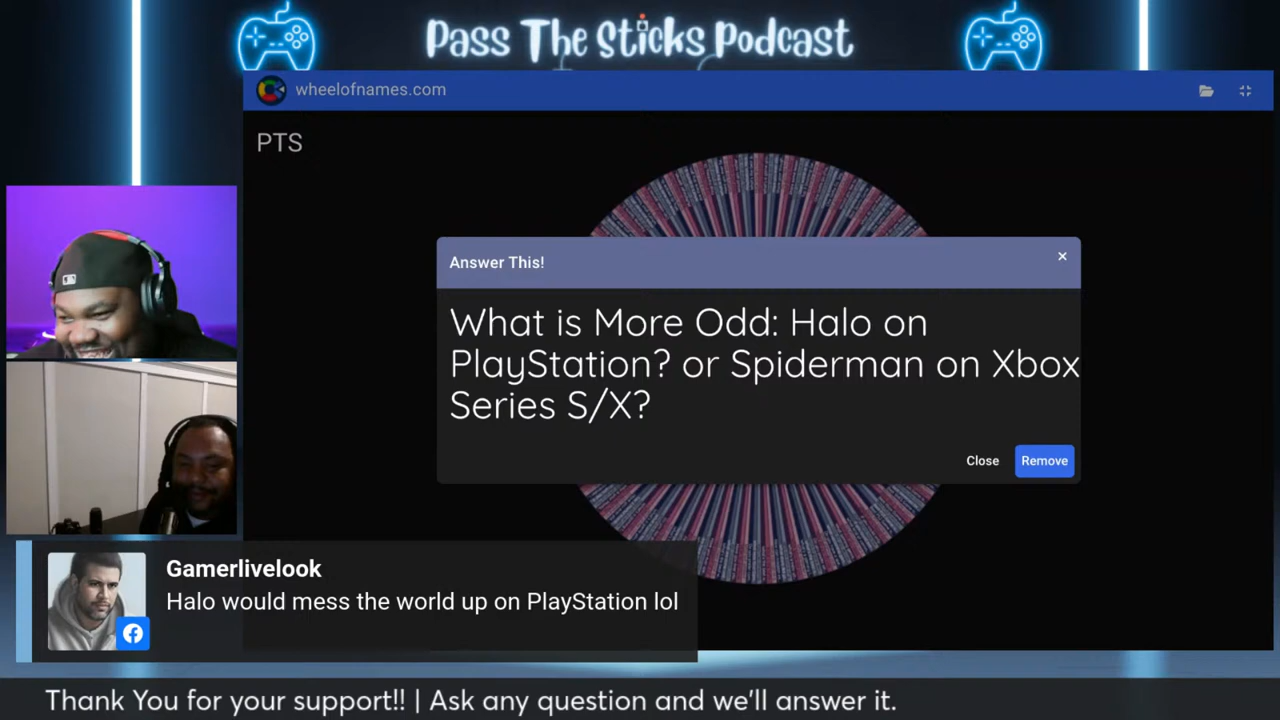 Pass The Sticks Podcast
wheelofnames.com
PTS
Answer This!
What is More Odd: Halo on
PlayStation? or Spiderman on Xbox
Series S/X?
Close
Remove
Gamerlivelook
Halo would mess the world up on PlayStation lol
Thank You for your support!! | Ask any question and we'll answer it.